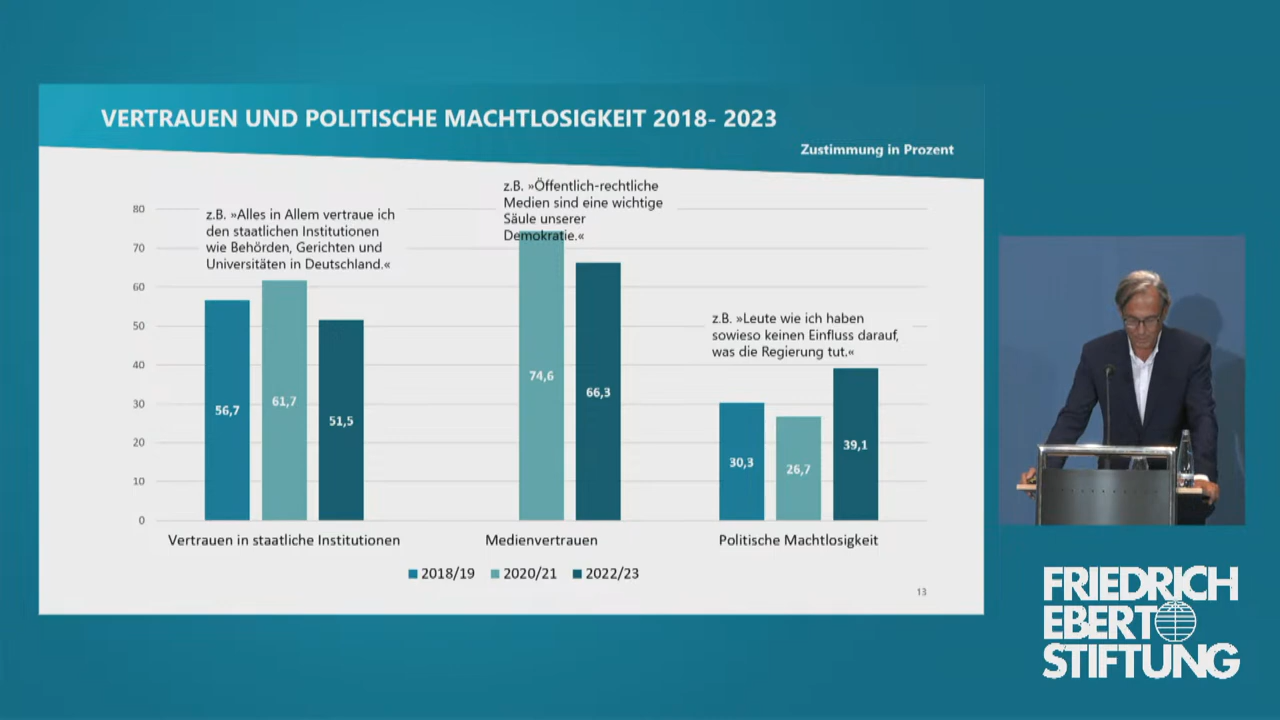 VERTRAUEN UND POLITISCHE MACHTLOSIGKEIT 2018- 2023
Zustimmung in Prozent
z.B. »Alles in Allem vertraue ich
den staatlichen Institutionen
wie Behörden, Gerichten und
Universitäten in Deutschland.«
z.B. »Öffentlich-rechtliche
Medien sind eine wichtige
Säule unserer
Demokratie.«
z.B. »Leute wie ich haben
sowieso keinen Einfluss darauf,
was die Regierung tut.«
80
70
60
50
40
30
20
10
0
56,7
61,7
51,5
74,6
66,3
30,3
26,7
39,1
Vertrauen in staatliche Institutionen
Medienvertrauen
Politische Machtlosigkeit
2018/19
2020/21
2022/23
13
FRIEDRICH
EBERT
STIFTUNG